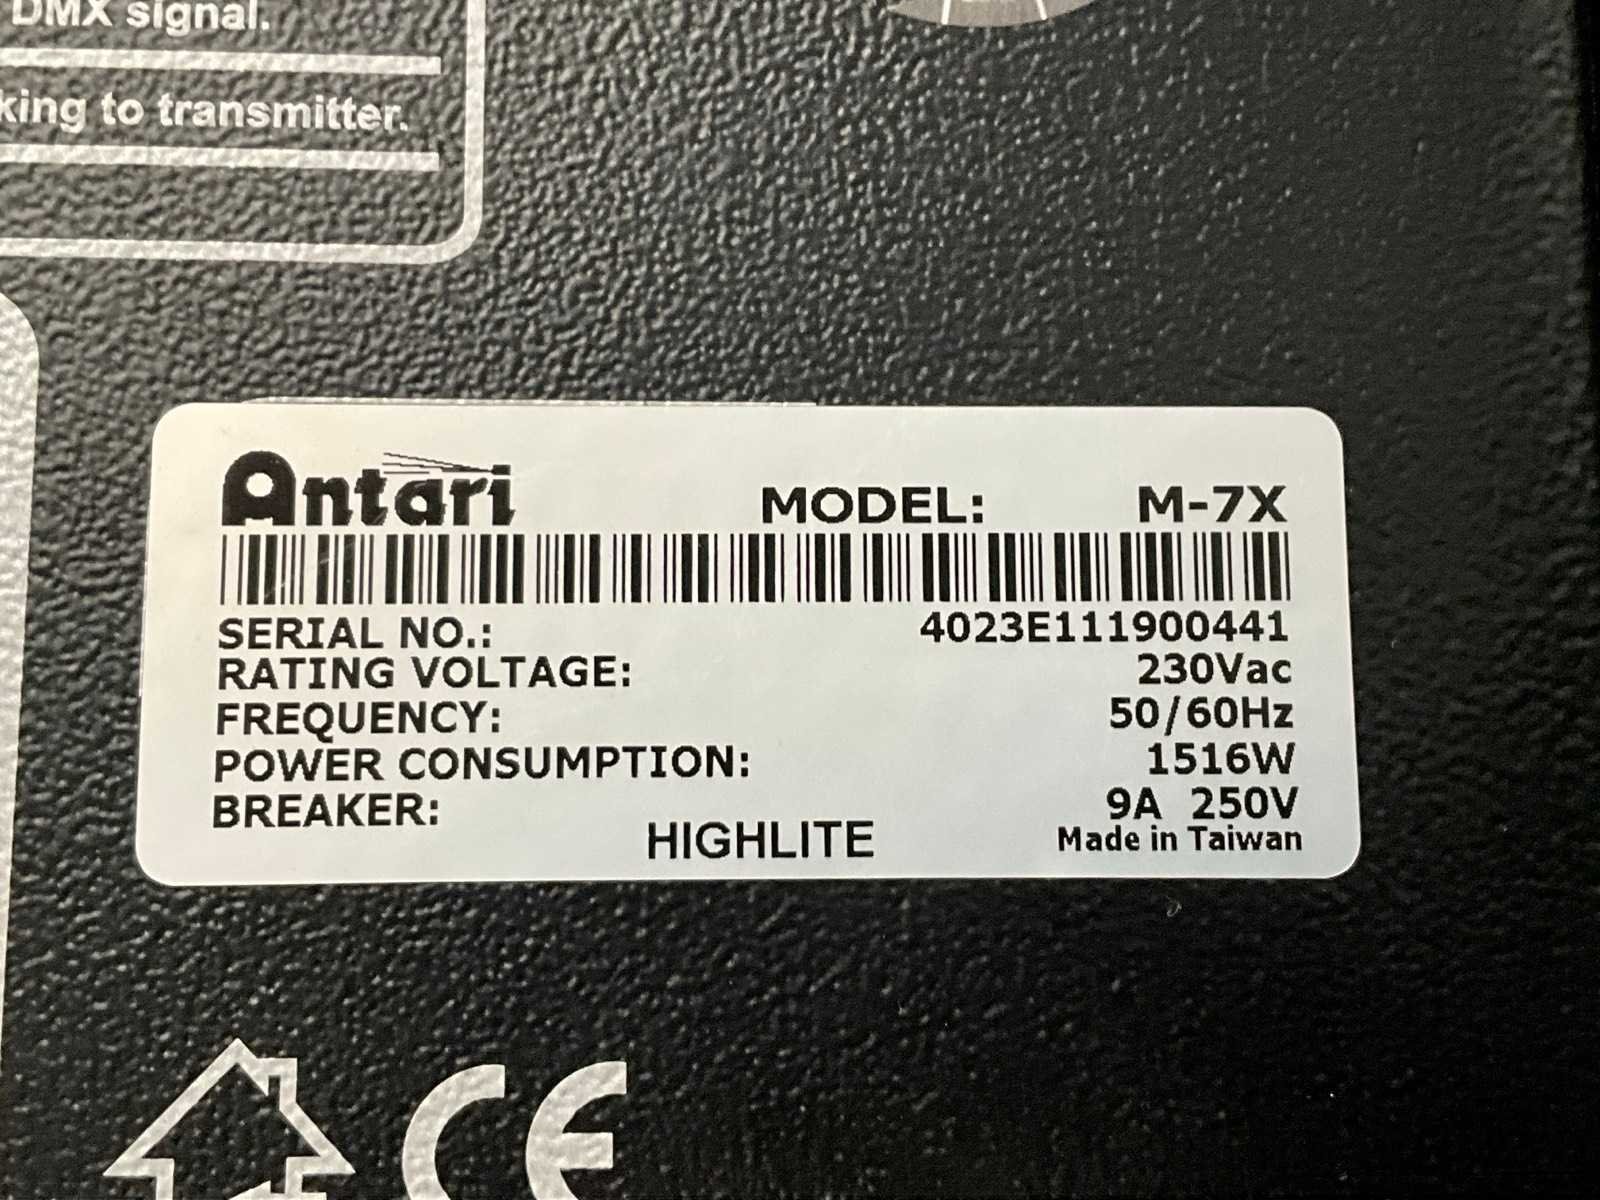 DMX signal.
king to transmitter.
Antari MODEL: M-7X
SERIAL NO.: 4023E111900441
RATING VOLTAGE: 230Vac
FREQUENCY: 50/60Hz
POWER CONSUMPTION: 1516W
BREAKER: 9A 250V
HIGHLITE Made in Taiwan
CE